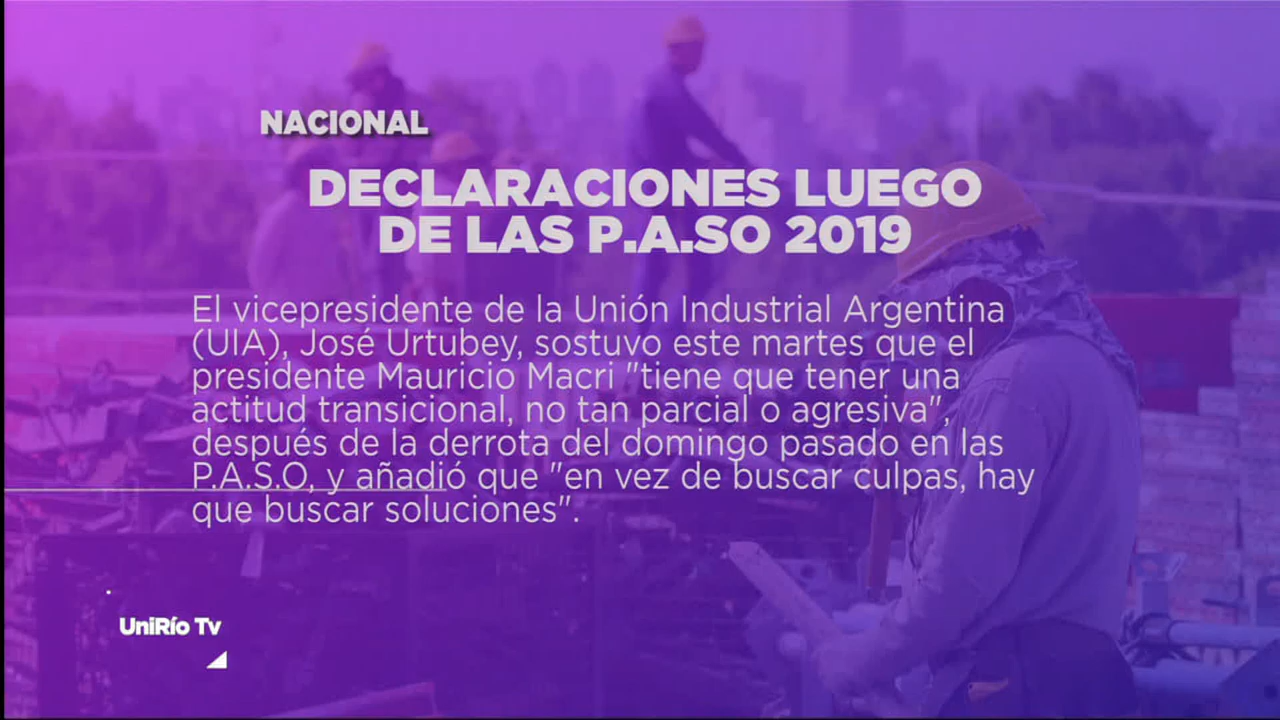 NACIONAL
DECLARACIONES LUEGO
DE LAS P.A.SO 2019
El vicepresidente de la Unión Industrial Argentina
(UIA), José Urtubey, sostuvo este martes que el
presidente Mauricio Macri "tiene que tener una
actitud transicional, no tan parcial o agresiva",
después de la derrota del domingo pasado en las
P.A.S.O, y añadió que "en vez de buscar culpas, hay
que buscar soluciones".
UniRío Tv